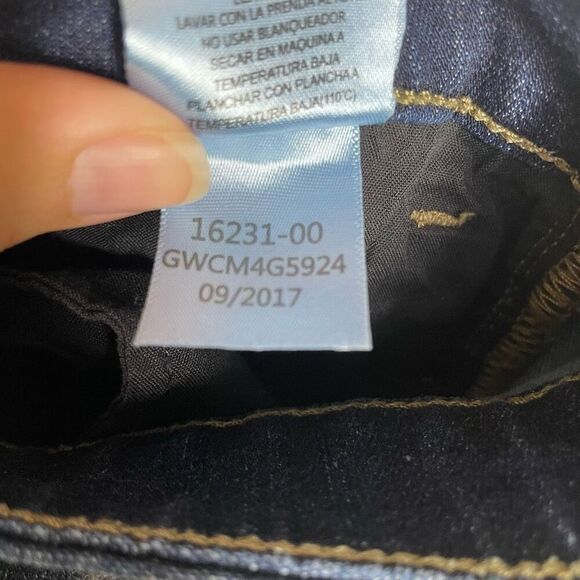 LAVAR CON LA PRENDA AL
NO USAR BLANQUEADOR
SECAR EN MAQUINA A
TEMPERATURA BAJA
PLANCHAR CON PLANCHA A
TEMPERATURA BAJA(110°C)
16231-00
GWCM4G5924
09/2017